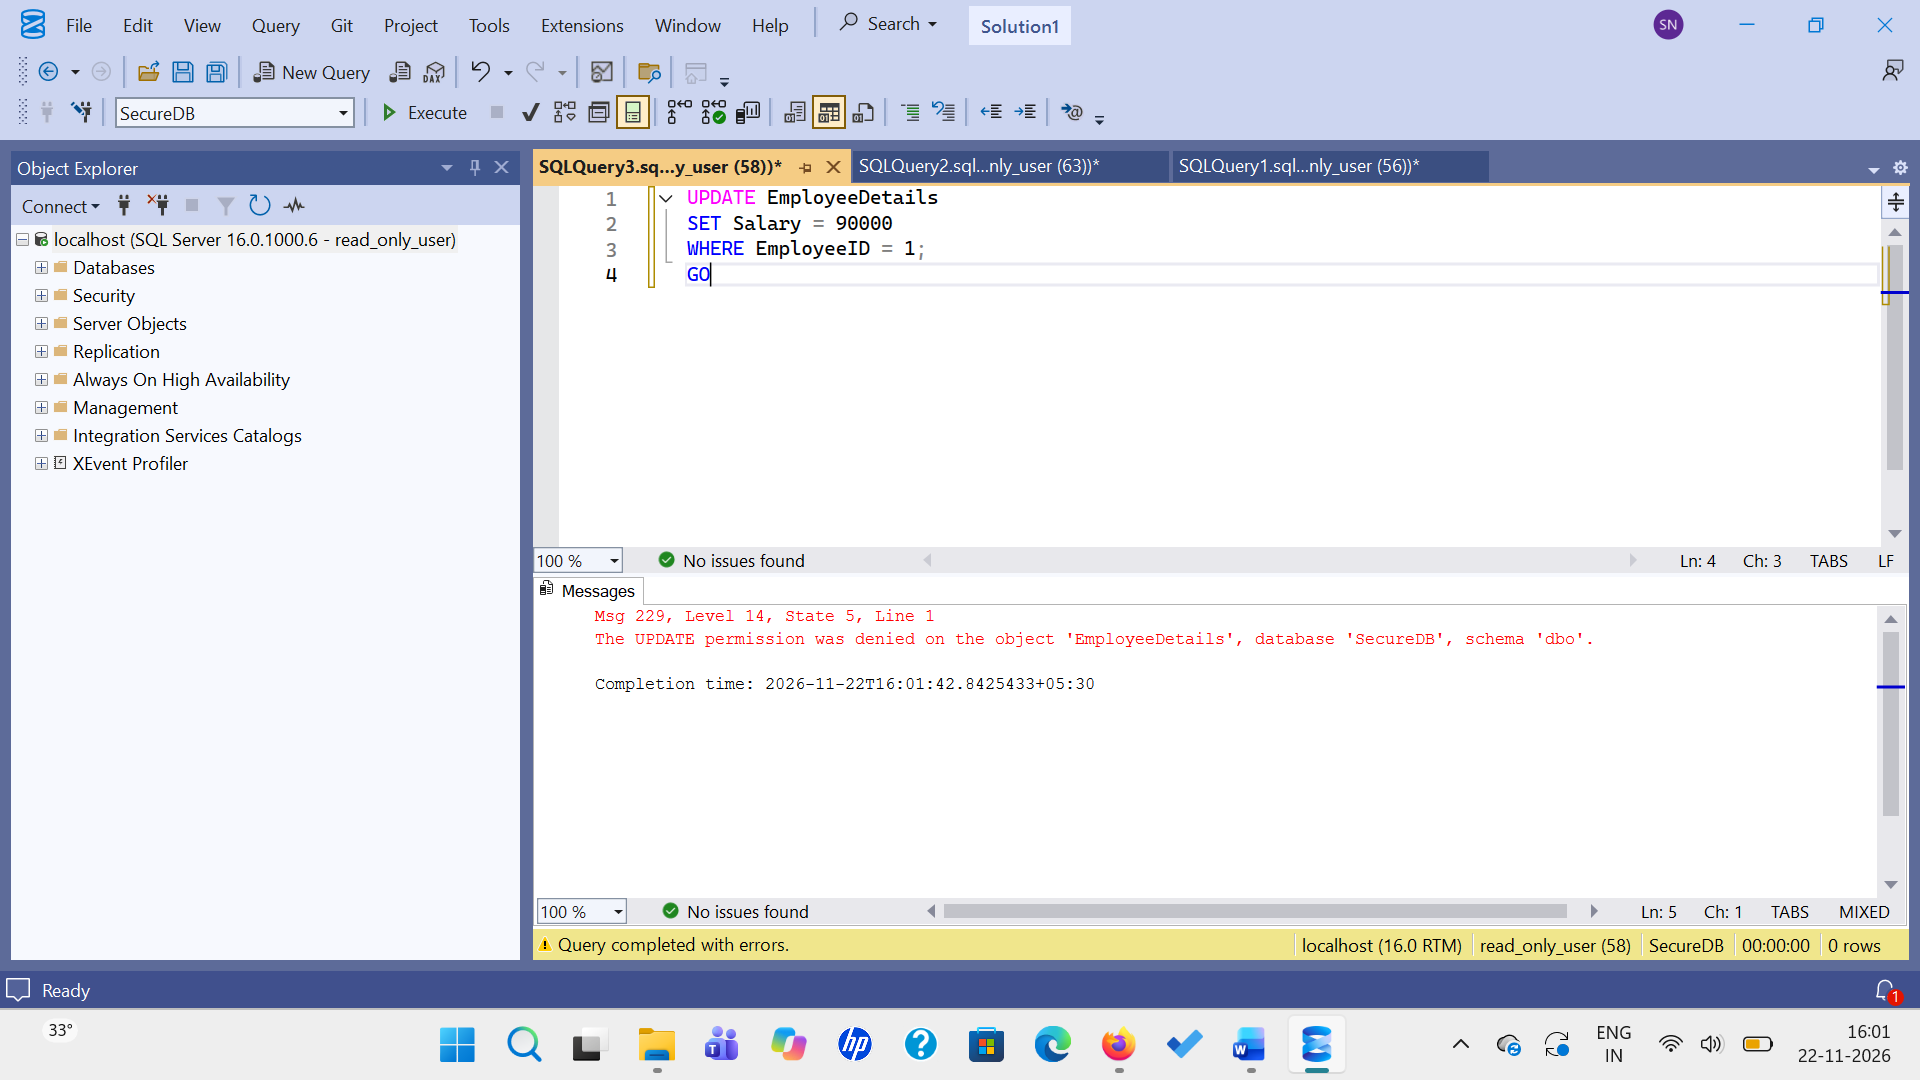 File Edit View Query Git Project Tools Extensions Window Help Search Solution1 SN
New Query DAX
SecureDB Execute
Object Explorer
Connect
localhost (SQL Server 16.0.1000.6 - read_only_user)
Databases
Security
Server Objects
Replication
Always On High Availability
Management
Integration Services Catalogs
XEvent Profiler
SQLQuery3.sq...y_user (58))* SQLQuery2.sql...nly_user (63))* SQLQuery1.sql...nly_user (56))*
1 UPDATE EmployeeDetails
2 SET Salary = 90000
3 WHERE EmployeeID = 1;
4 GO
100 % No issues found Ln: 4 Ch: 3 TABS LF
Messages
Msg 229, Level 14, State 5, Line 1
The UPDATE permission was denied on the object 'EmployeeDetails', database 'SecureDB', schema 'dbo'.
Completion time: 2026-11-22T16:01:42.8425433+05:30
100 % No issues found Ln: 5 Ch: 1 TABS MIXED
Query completed with errors. localhost (16.0 RTM) read_only_user (58) SecureDB 00:00:00 0 rows
Ready 1
33° T hp ? W ENG IN 16:01 22-11-2026